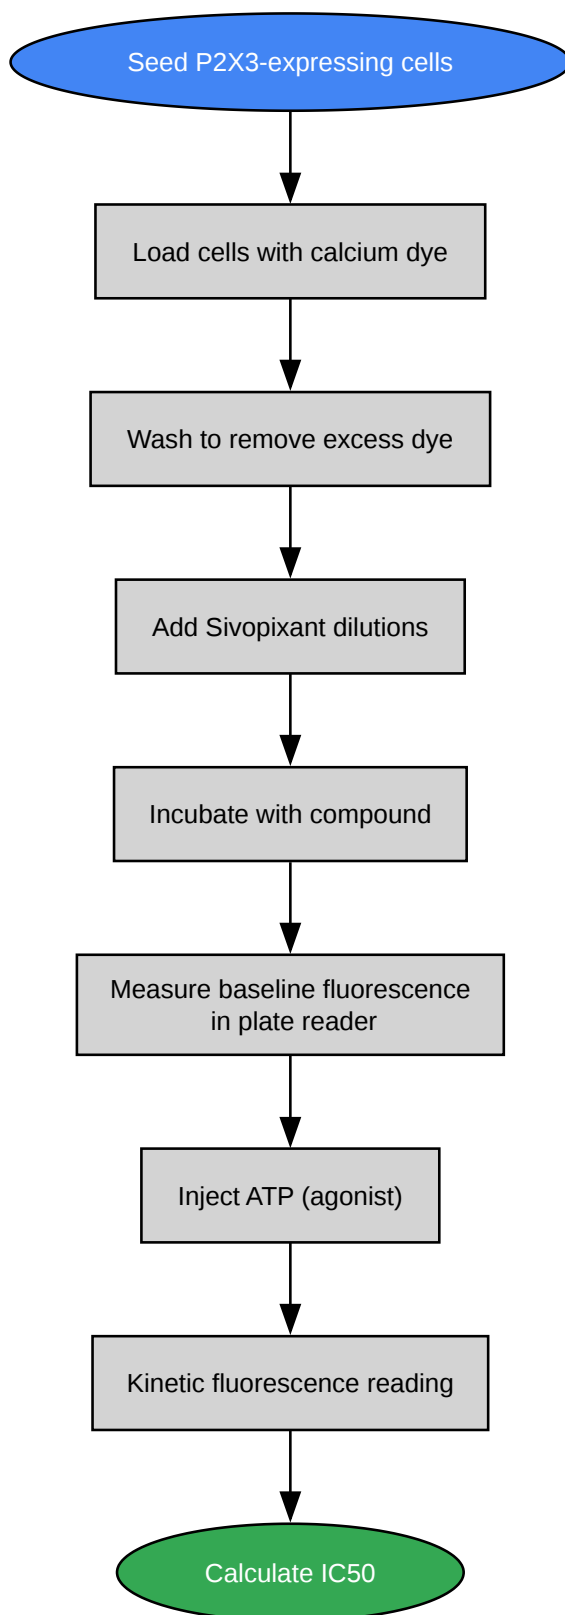 Seed P2X3-expressing cells
Load cells with calcium dye
Wash to remove excess dye
Add Sivopixant dilutions
Incubate with compound
Measure baseline fluorescence
in plate reader
Inject ATP (agonist)
Kinetic fluorescence reading
Calculate IC50